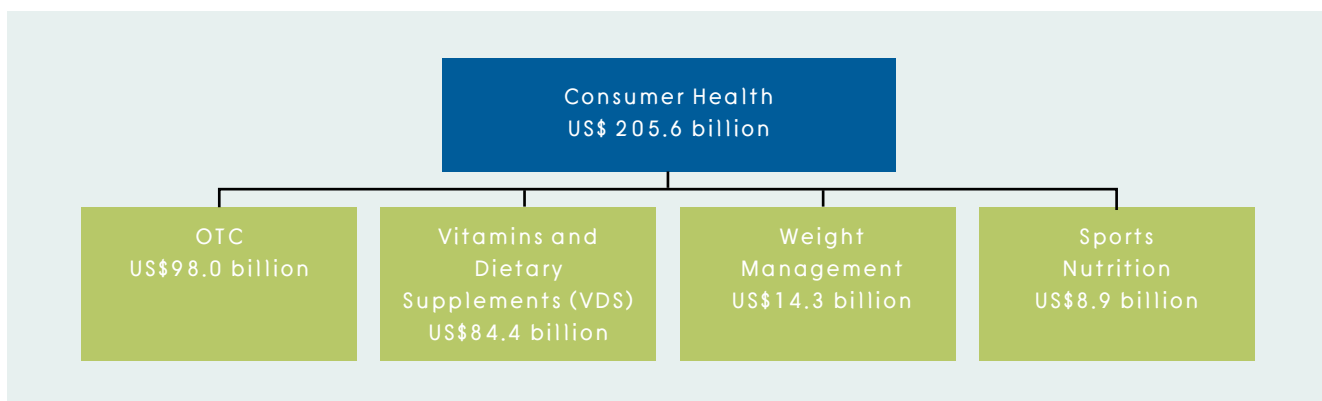 Consumer Health
US$ 205.6 billion
OTC
US$98.0 billion
Vitamins and
Dietary
Supplements (VDS)
US$84.4 billion
Weight
Management
US$14.3 billion
Sports
Nutrition
US$8.9 billion